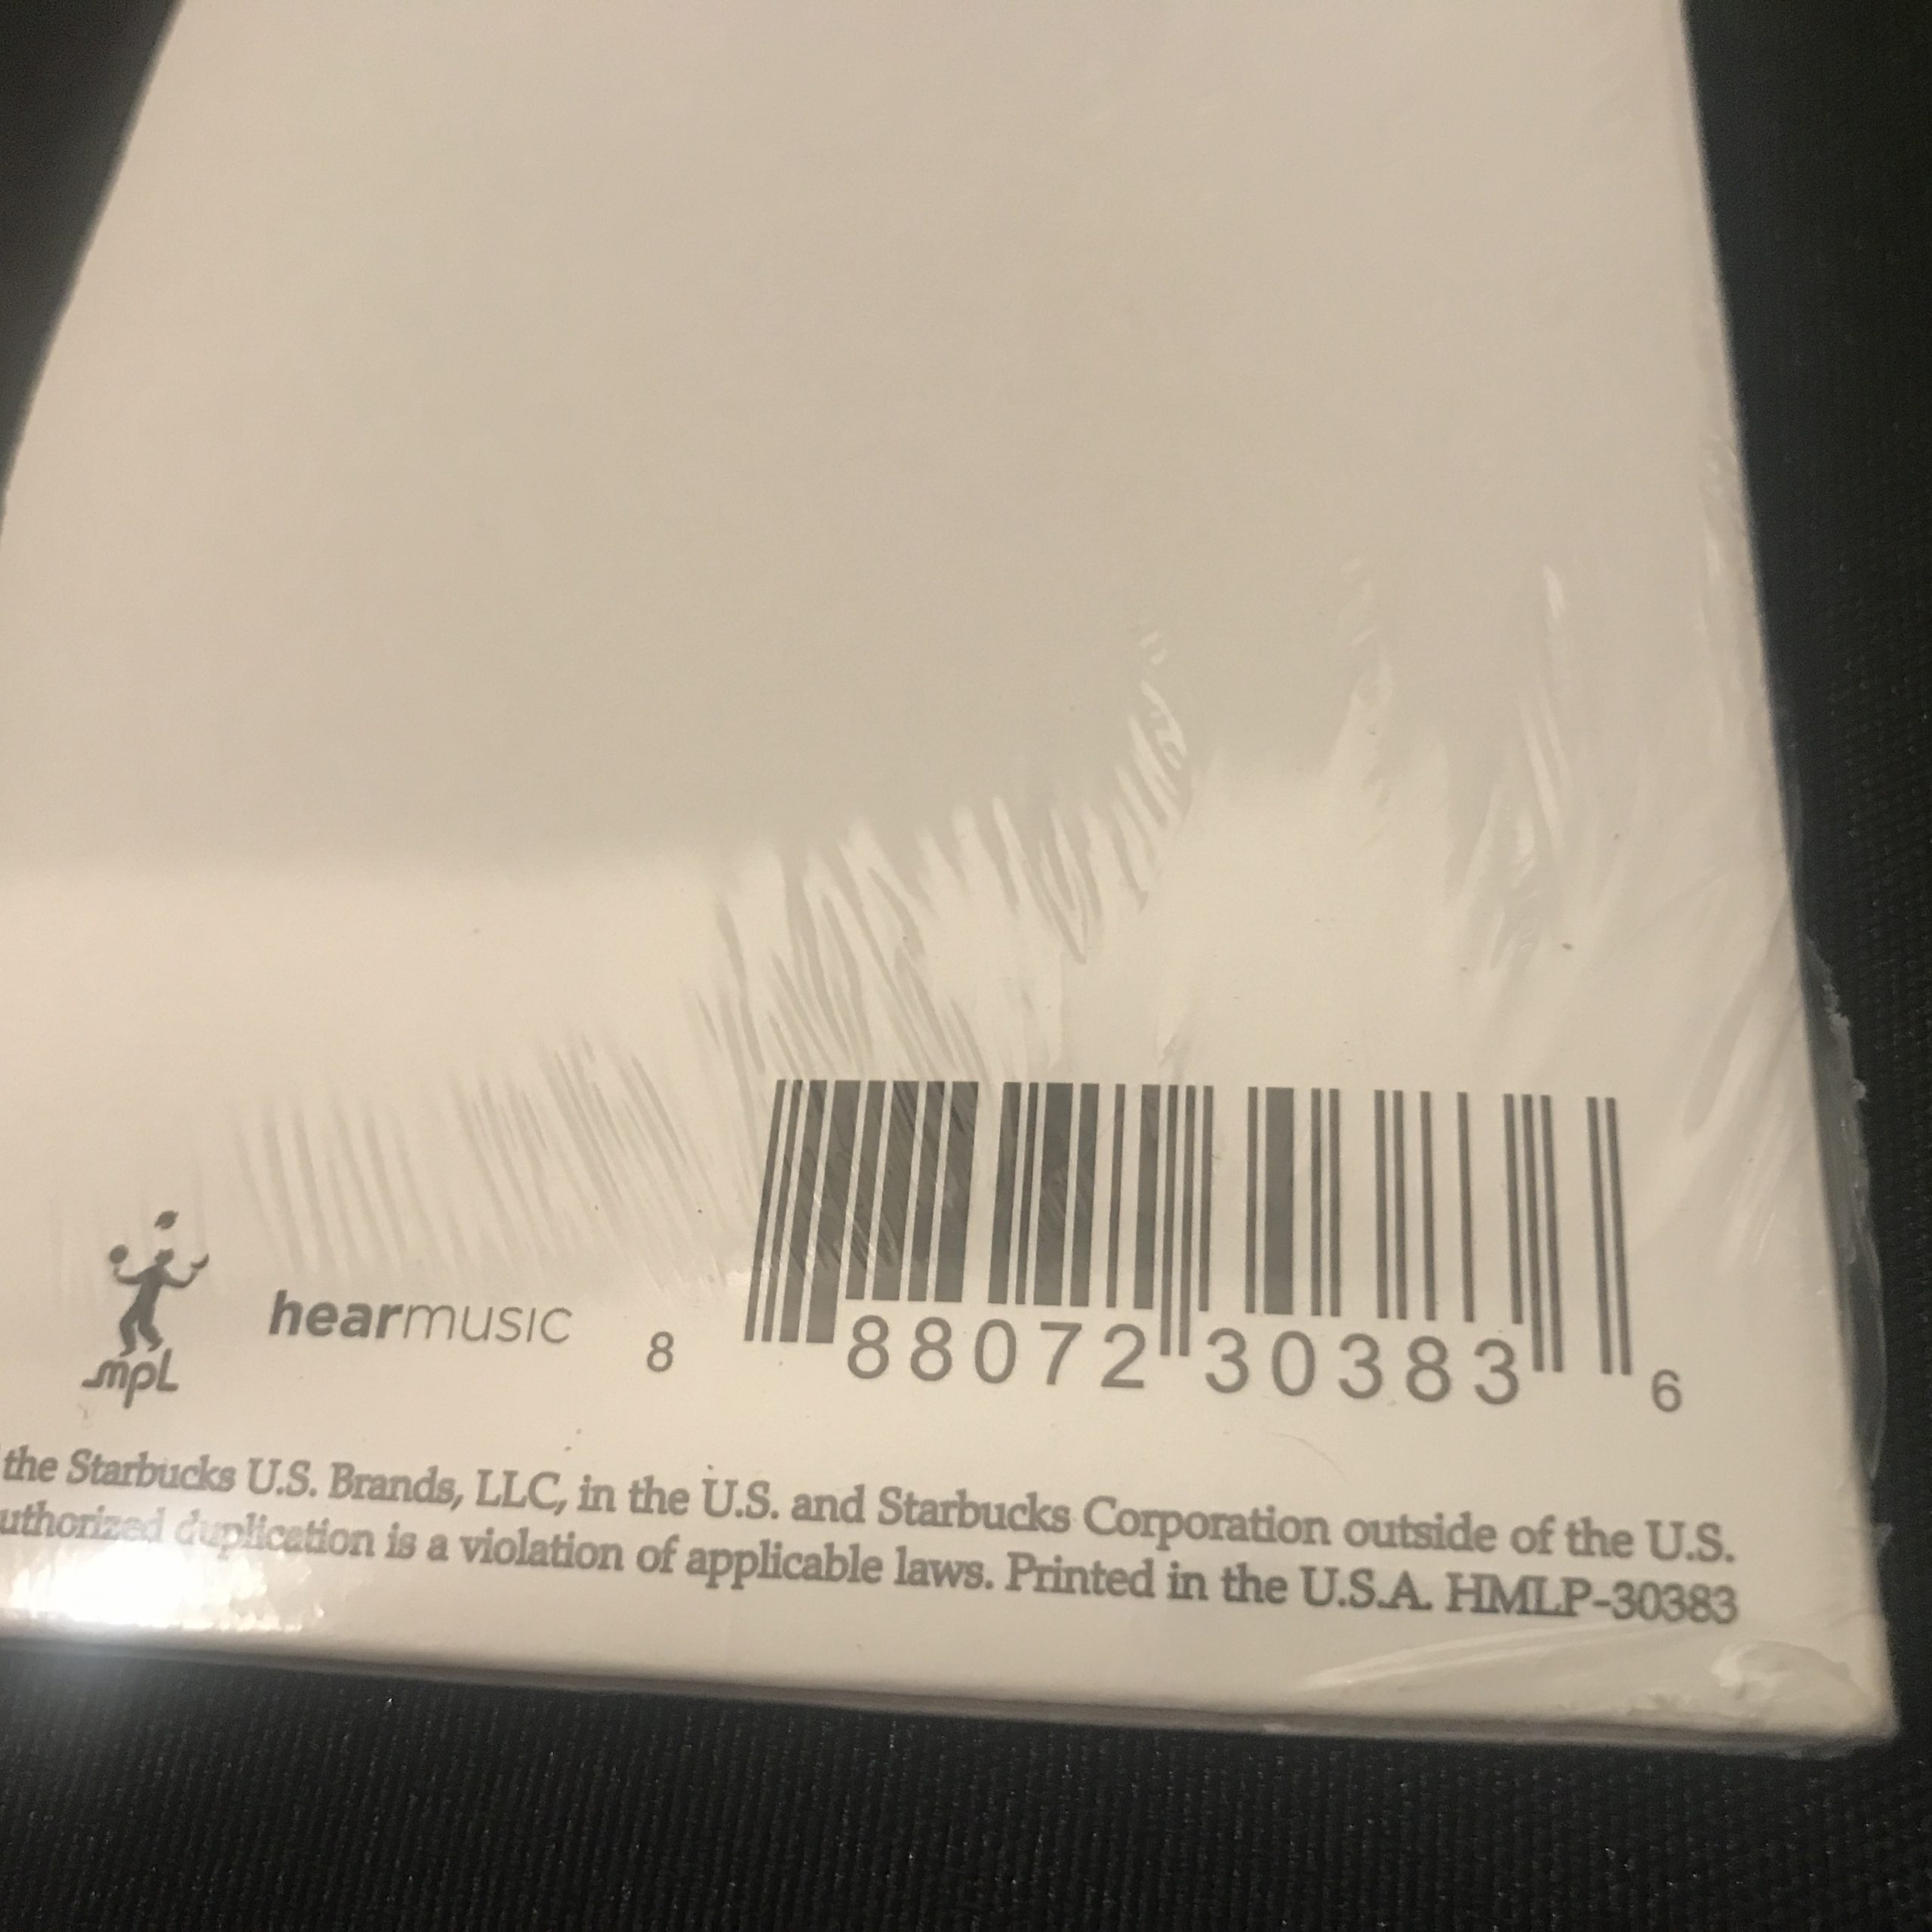 mpL
hearmusic
8 88072 30383 6
the Starbucks U.S. Brands, LLC, in the U.S. and Starbucks Corporation outside of the U.S.
uthorized duplication is a violation of applicable laws. Printed in the U.S.A. HMLP-30383